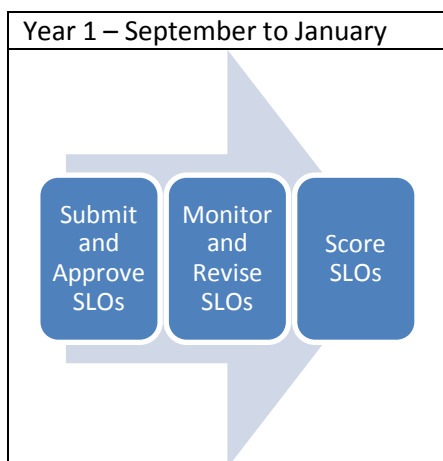 Year 1 – September to January
Submit
and
Approve
SLOs
Monitor
and
Revise
SLOs
Score
SLOs